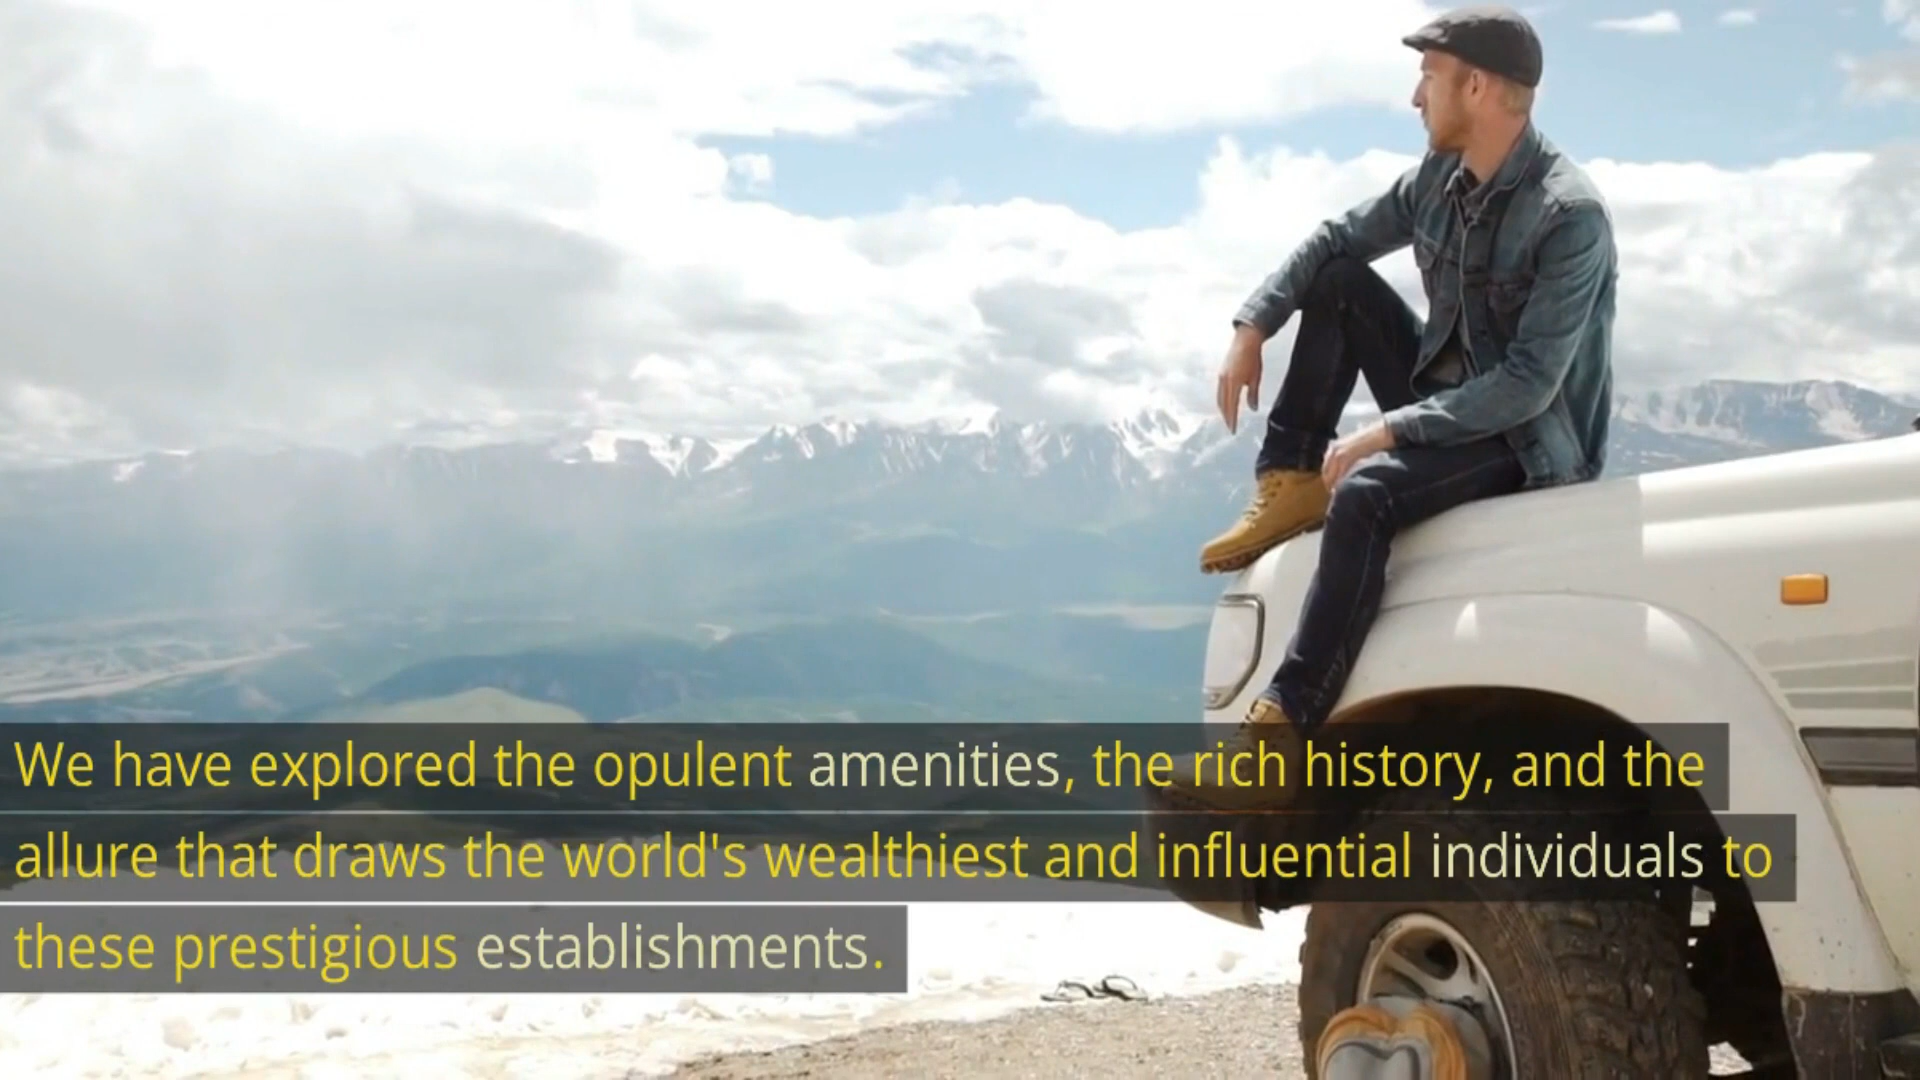 We have explored the opulent amenities, the rich history, and the
allure that draws the world's wealthiest and influential individuals to
these prestigious establishments.